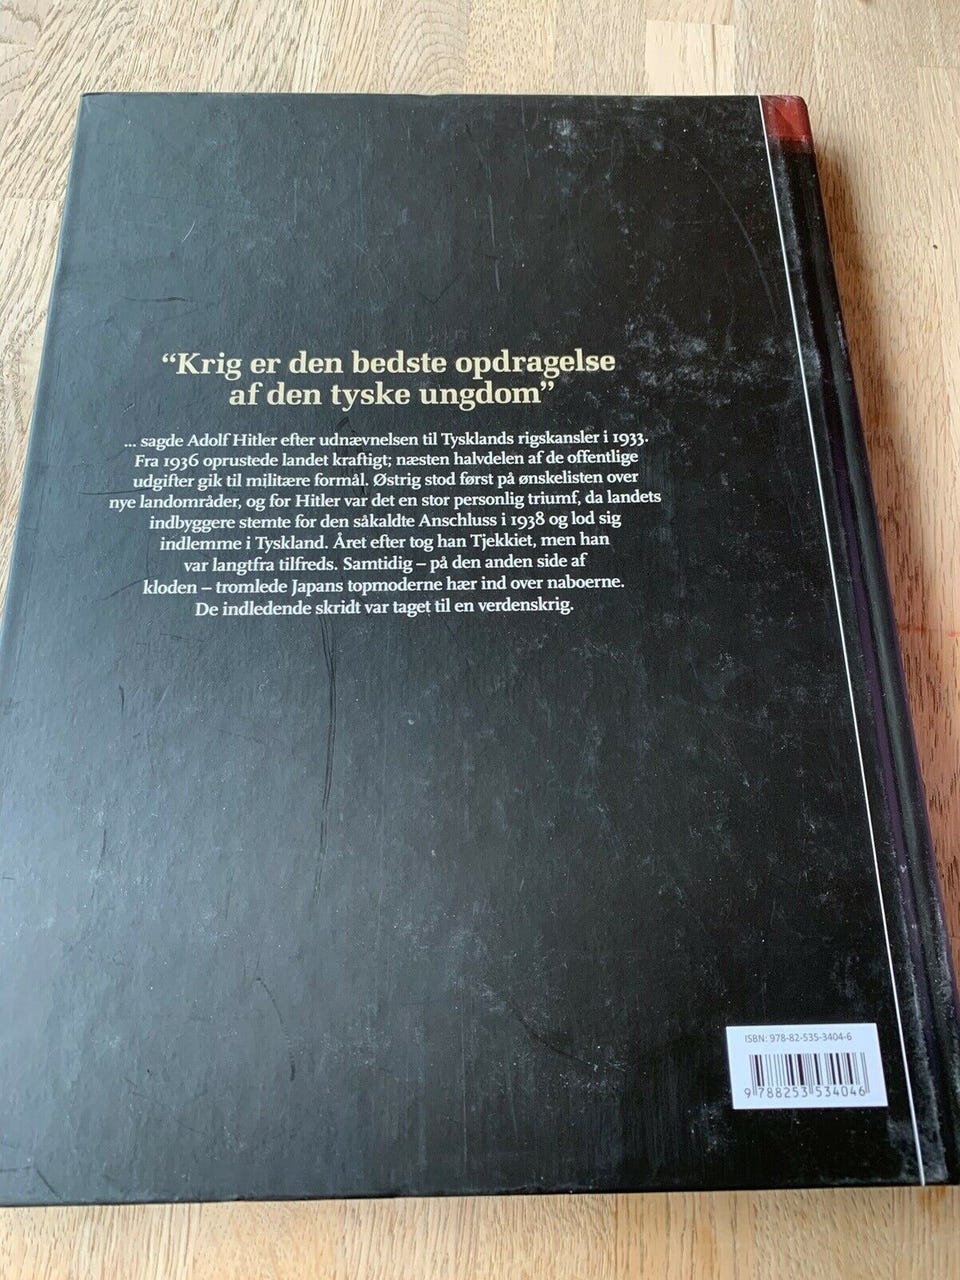 “Krig er den bedste opdragelse
af den tyske ungdom”
... sagde Adolf Hitler efter udnævnelsen til Tysklands rigskansler i 1933.
Fra 1936 oprustede landet kraftigt; næsten halvdelen af de offentlige
udgifter gik til militære formål. Østrig stod først på ønskelisten over
nye landområder, og for Hitler var det en stor personlig triumf, da landets
indbyggere stemte for den såkaldte Anschluss i 1938 og lod sig
indlemme i Tyskland. Året efter tog han Tjekkiet, men han
var langtfra tilfreds. Samtidig – på den anden side af
kloden – tromlede Japans topmoderne hær ind over naboerne.
De indledende skridt var taget til en verdenskrig.
ISBN: 978-82-535-3404-6
9 788253 534046